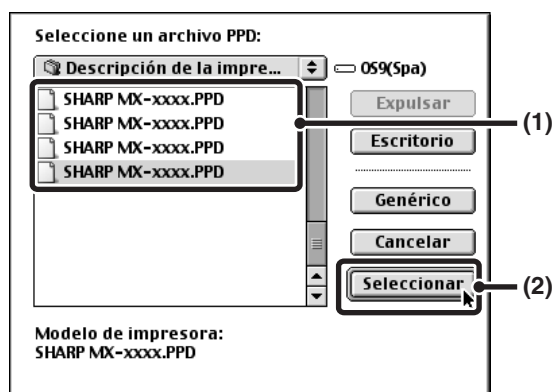 Seleccione un archivo PPD:
Descripción de la impre...
OS9(Spa)
SHARP MX-xxxx.PPD
SHARP MX-xxxx.PPD
SHARP MX-xxxx.PPD
SHARP MX-xxxx.PPD
(1)
Expulsar
Escritorio
Genérico
Cancelar
Seleccionar
(2)
Modelo de impresora:
SHARP MX-xxxx.PPD